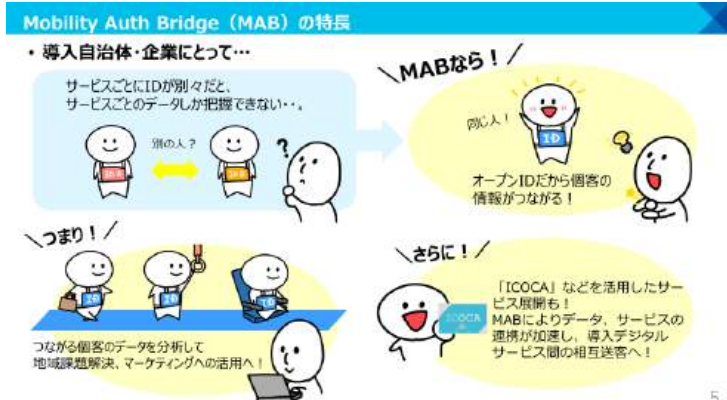 Mobility Auth Bridge（MAB）の特長
・ 導入自治体・企業にとって…
サービスごとにIDが別々だと、
サービスごとのデータしか把握できない・・。
別の人？
?
MABなら！
同じ人！
ID
オープンIDだから個客の
情報がつながる！
つまり！
ID
ID
ID
つながる個客のデータを分析して
地域課題解決、マーケティングへの活用へ！
さらに！
ICOCA
「ICOCA」などを活用したサー
ビス展開も！
MABによりデータ、サービスの
連携が加速し、導入デジタル
サービス間の相互送客へ！
5